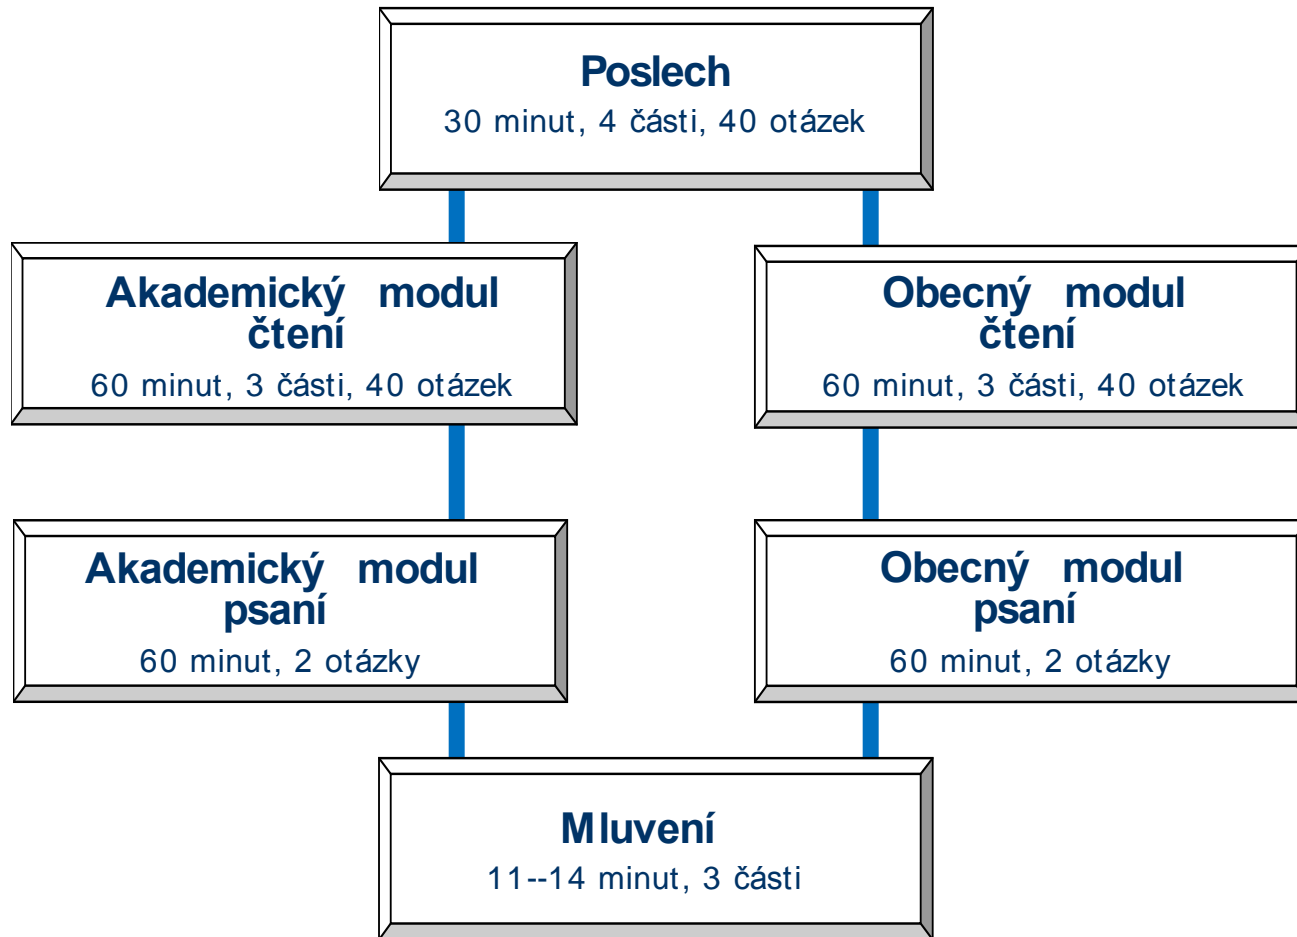 Poslech
30 minut, 4 části, 40 otázek
Akademický modul
čtení
60 minut, 3 části, 40 otázek
Obecný modul
čtení
60 minut, 3 části, 40 otázek
Akademický modul
psaní
60 minut, 2 otázky
Obecný modul
psaní
60 minut, 2 otázky
Mluvení
11--14 minut, 3 části